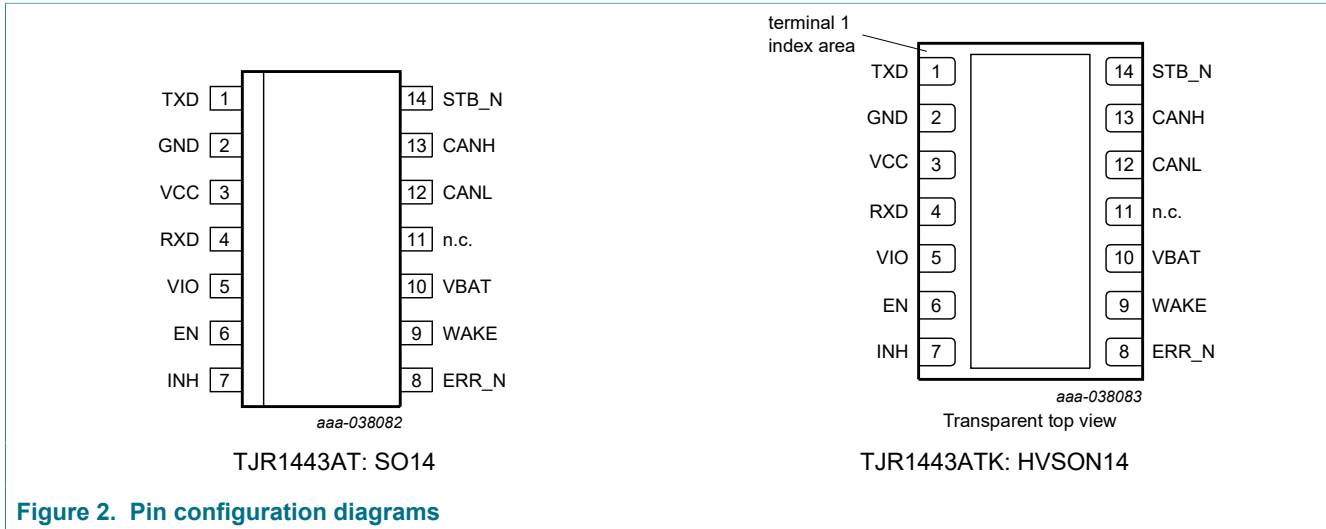 TXD 1
14 STB_N
GND 2
13 CANH
VCC 3
12 CANL
RXD 4
11 n.c.
VIO 5
10 VBAT
EN 6
9 WAKE
INH 7
8 ERR_N
aaa-038082
TJR1443AT: SO14
terminal 1
index area
TXD 1
14 STB_N
GND 2
13 CANH
VCC 3
12 CANL
RXD 4
11 n.c.
VIO 5
10 VBAT
EN 6
9 WAKE
INH 7
8 ERR_N
aaa-038083
Transparent top view
TJR1443ATK: HVSON14
Figure 2. Pin configuration diagrams